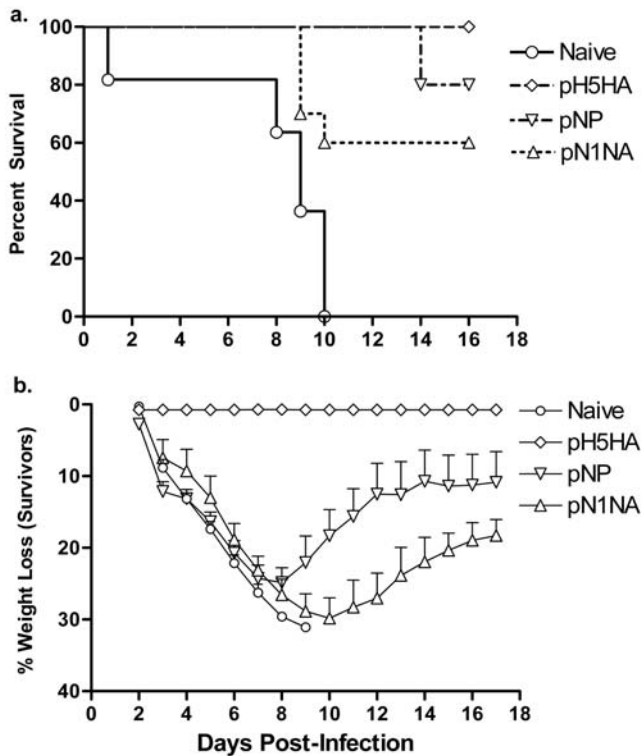 a.
100
80
60
40
20
0
Percent Survival
0 2 4 6 8 10 12 14 16 18
Naive
pH5HA
pNP
pN1NA
b.
0
10
20
30
40
% Weight Loss (Survivors)
0 2 4 6 8 10 12 14 16 18
Days Post-Infection
Naive
pH5HA
pNP
pN1NA